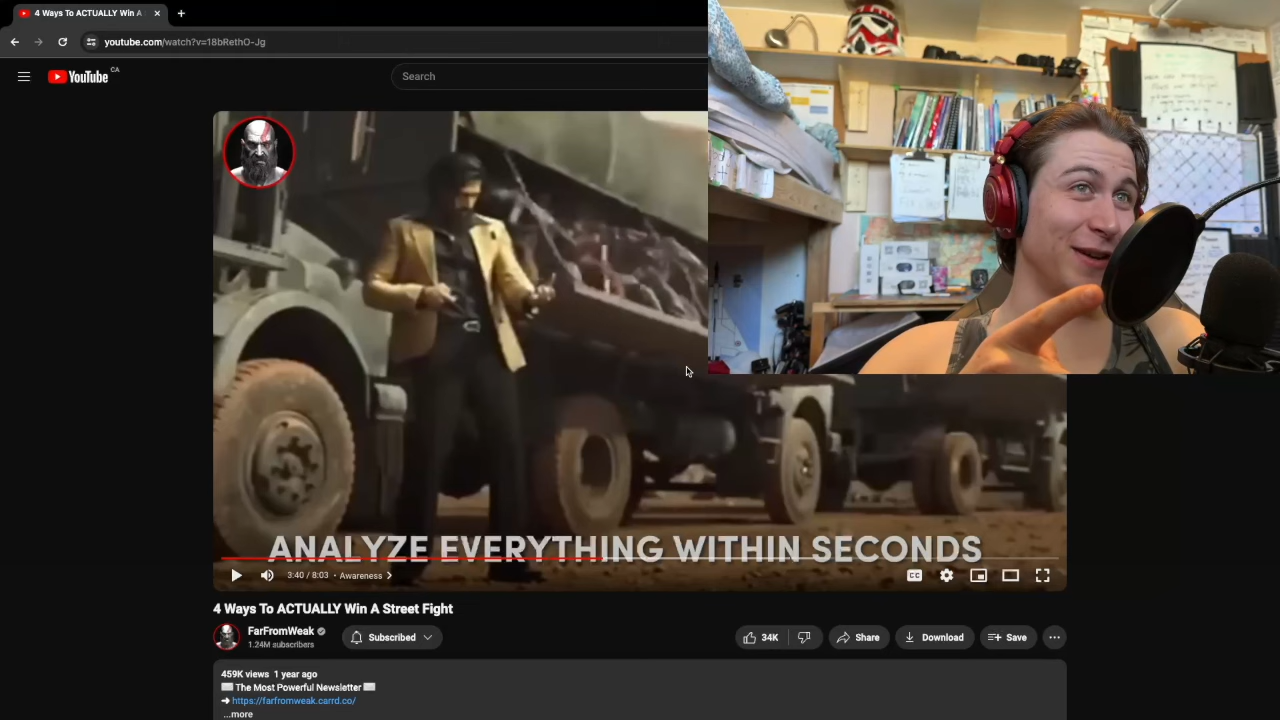 4 Ways To ACTUALLY Win A
youtube.com/watch?v=18bRethO-Jg
YouTube CA
Search
ANALYZE EVERYTHING WITHIN SECONDS
3:40 / 8:03 • Awareness >
CC
4 Ways To ACTUALLY Win A Street Fight
FarFromWeak
1.24M subscribers
Subscribed
34K
Share
Download
Save
459K views 1 year ago
The Most Powerful Newsletter
➜ https://farfromweak.carrd.co/
...more